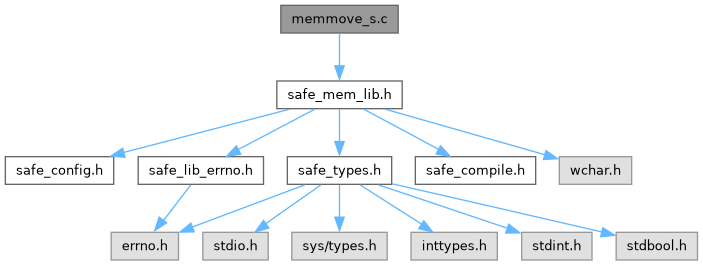 memmove_s.c
safe_mem_lib.h
safe_config.h
safe_lib_errno.h
safe_types.h
safe_compile.h
wchar.h
errno.h
stdio.h
sys/types.h
inttypes.h
stdint.h
stdbool.h